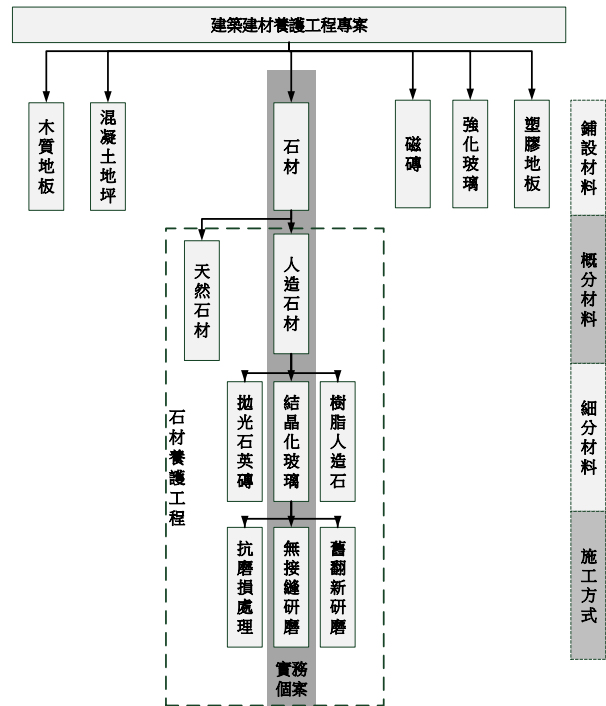 建築建材養護工程專案
木質地板
混凝土地坪
石材
磁磚
強化玻璃
塑膠地板
鋪設材料
天然石材
人造石材
概分材料
石材養護工程
拋光石英磚
結晶化玻璃
樹脂人造石
細分材料
抗磨損處理
無接縫研磨
舊翻新研磨
施工方式
實務
個案